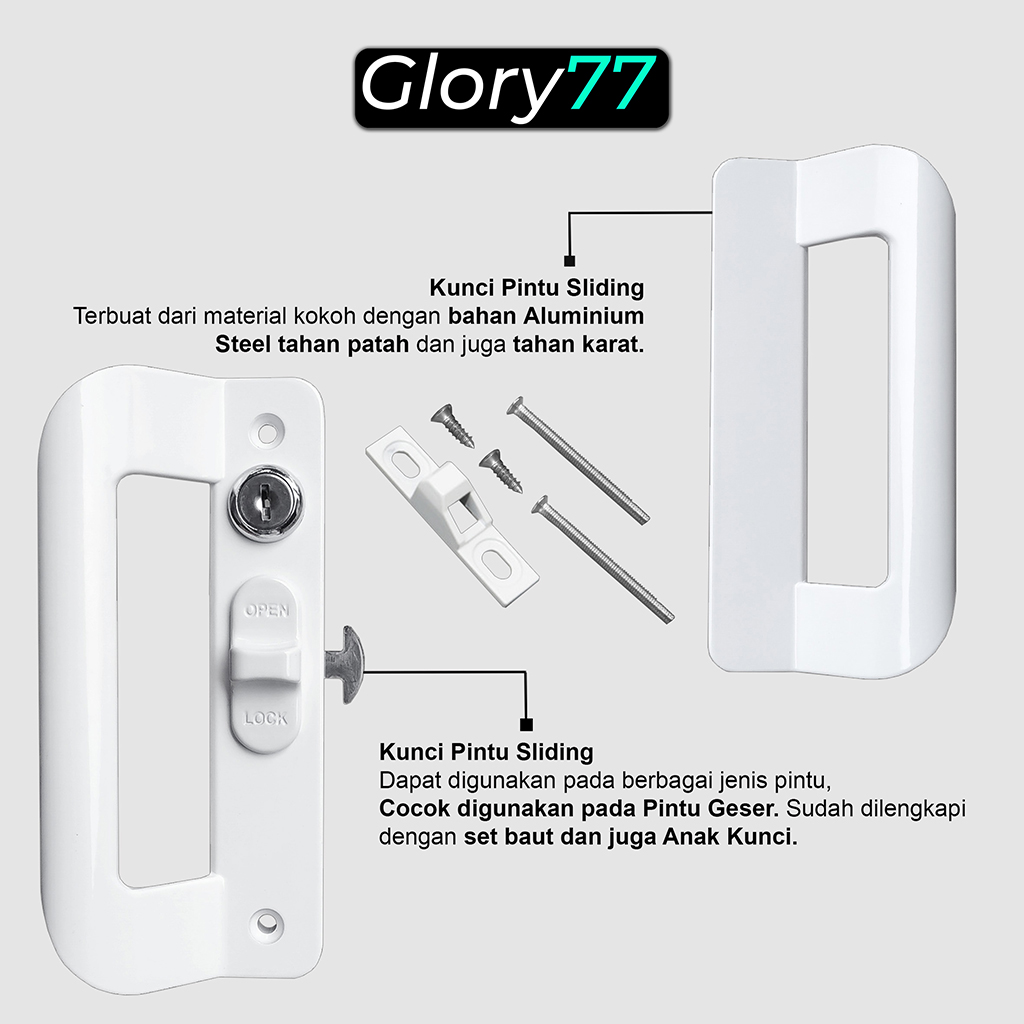 Glory77
Kunci Pintu Sliding
Terbuat dari material kokoh dengan bahan Aluminium
Steel tahan patah dan juga tahan karat.
OPEN
LOCK
Kunci Pintu Sliding
Dapat digunakan pada berbagai jenis pintu,
Cocok digunakan pada Pintu Geser. Sudah dilengkapi
dengan set baut dan juga Anak Kunci.